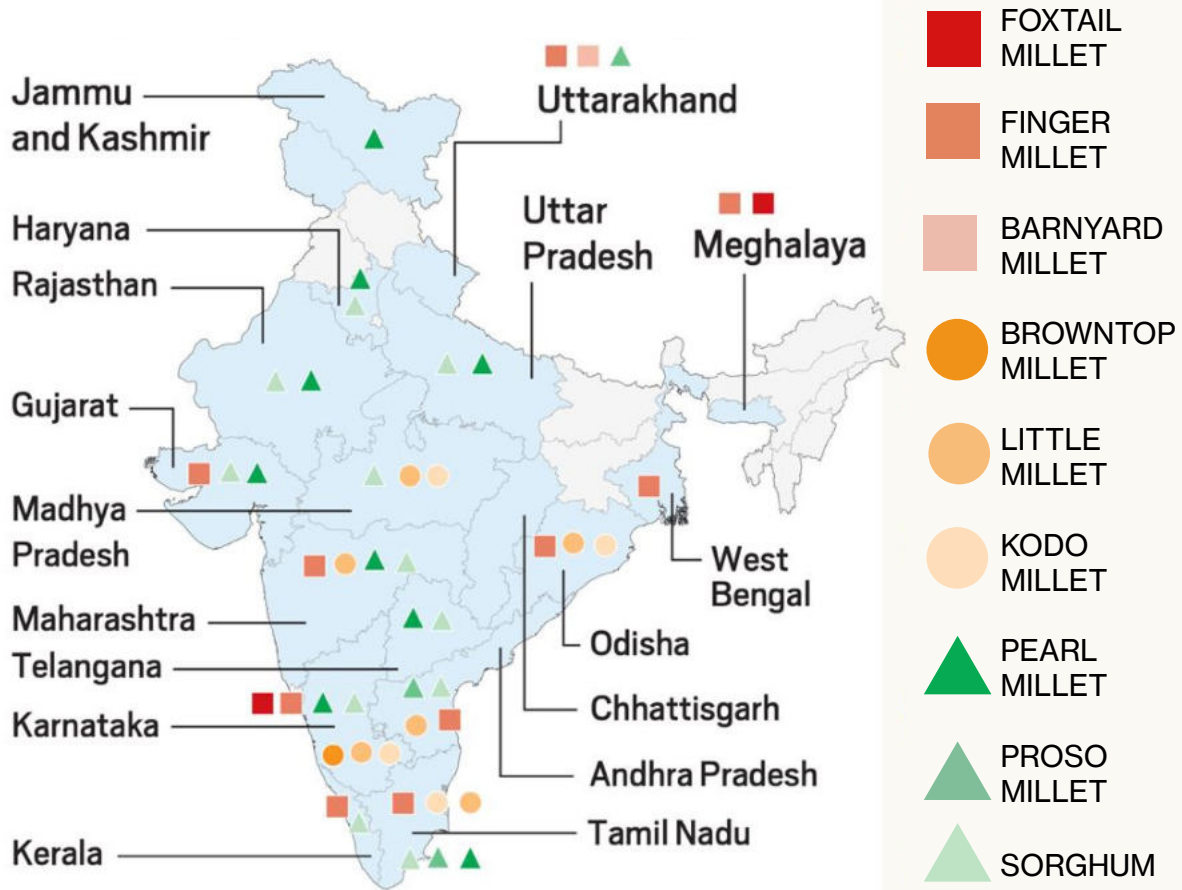 Jammu
and Kashmir
Haryana
Rajasthan
Gujarat
Madhya
Pradesh
Maharashtra
Telangana
Karnataka
Kerala
Uttarakhand
Uttar
Pradesh
Meghalaya
West
Bengal
Odisha
Chhattisgarh
Andhra Pradesh
Tamil Nadu
FOXTAIL
MILLET
FINGER
MILLET
BARNYARD
MILLET
BROWNTOP
MILLET
LITTLE
MILLET
KODO
MILLET
PEARL
MILLET
PROSO
MILLET
SORGHUM